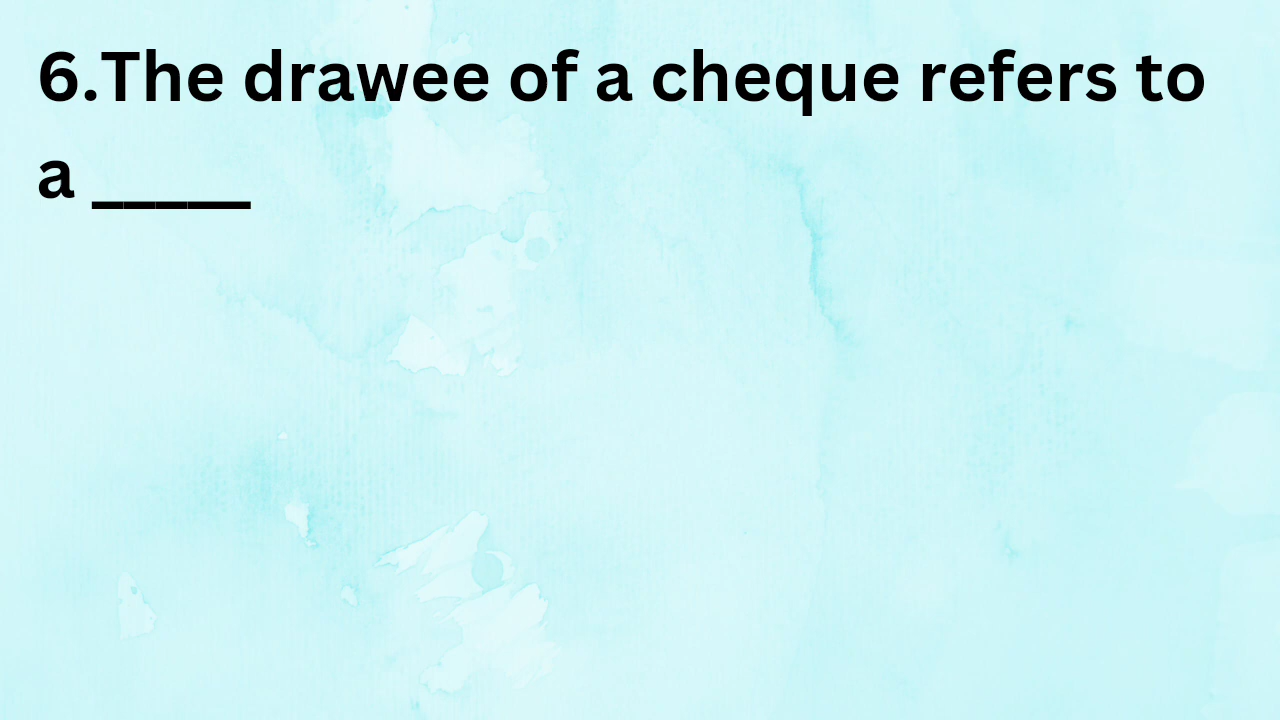 6.The drawee of a cheque refers to
a _____